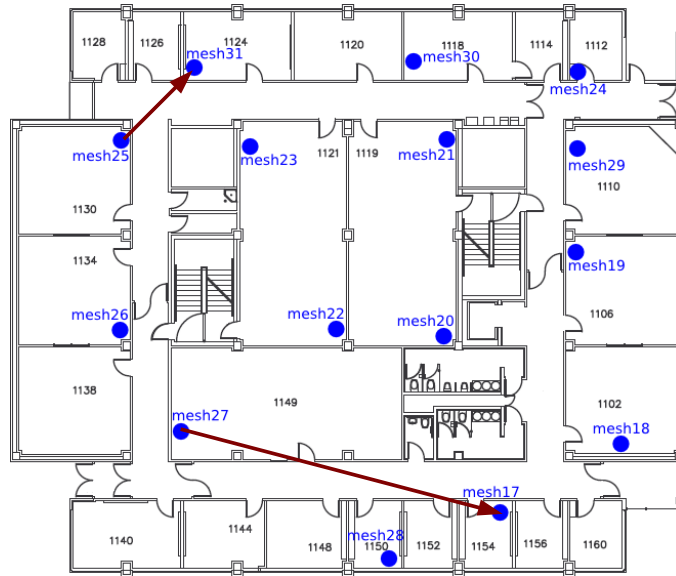 1128 1126 1124 1120 1118 1114 1112
mesh31 mesh30 mesh24
mesh25 mesh23 1121 1119 mesh21 mesh29
1130 1110
1134 mesh19
mesh26 mesh22 mesh20 1106
1138 mesh27 1149 1102
mesh18
mesh17
1140 1144 1148 mesh28 1150 1152 1154 1156 1160